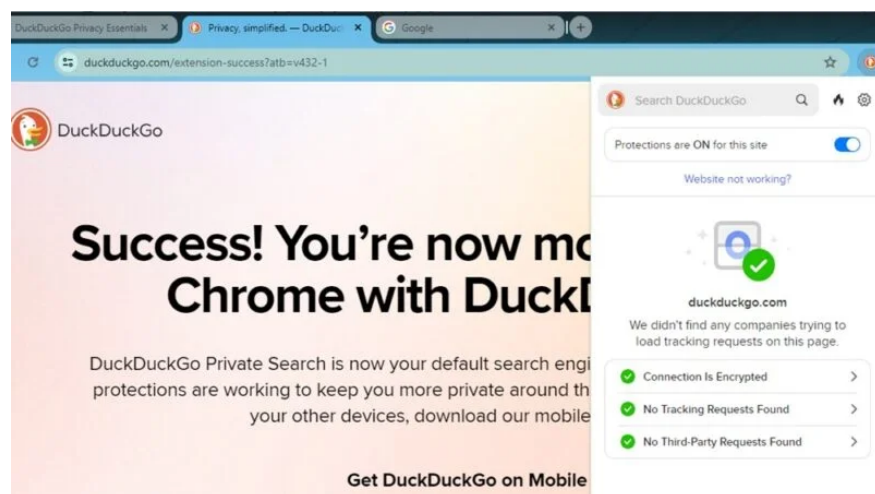 DuckDuckGo Privacy Essentials
Privacy, simplified. — DuckDuc
Google
duckduckgo.com/extension-success?atb=v432-1
DuckDuckGo
Success! You're now mo
Chrome with Duck
DuckDuckGo Private Search is now your default search engi
protections are working to keep you more private around th
your other devices, download our mobile
Get DuckDuckGo on Mobile
Search DuckDuckGo
Protections are ON for this site
Website not working?
duckduckgo.com
We didn't find any companies trying to
load tracking requests on this page.
Connection Is Encrypted
No Tracking Requests Found
No Third-Party Requests Found